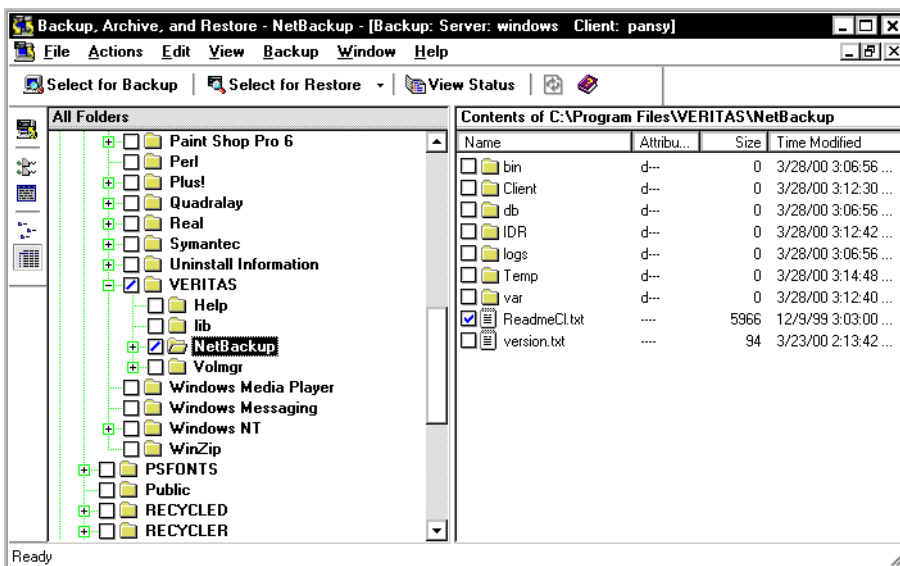 Backup, Archive, and Restore - NetBackup - [Backup: Server: windows Client: pansy]
File Actions Edit View Backup Window Help
Select for Backup Select for Restore View Status
All Folders
Paint Shop Pro 6
Perl
Plus!
Quadralay
Real
Symantec
Uninstall Information
VERITAS
Help
lib
NetBackup
Volmgr
Windows Media Player
Windows Messaging
Windows NT
WinZip
PSFONTS
Public
RECYCLED
RECYCLER
Contents of C:\Program Files\VERITAS\NetBackup
Name Attribu... Size Time Modified
bin d--- 0 3/28/00 3:06:56 ...
Client d--- 0 3/28/00 3:12:30 ...
db d--- 0 3/28/00 3:06:56 ...
IDR d--- 0 3/28/00 3:12:42 ...
logs d--- 0 3/28/00 3:06:56 ...
Temp d--- 0 3/28/00 3:14:48 ...
var d--- 0 3/28/00 3:12:40 ...
ReadmeCl.txt ---- 5966 12/9/99 3:03:00 ...
version.txt ---- 94 3/23/00 2:13:42 ...
Ready